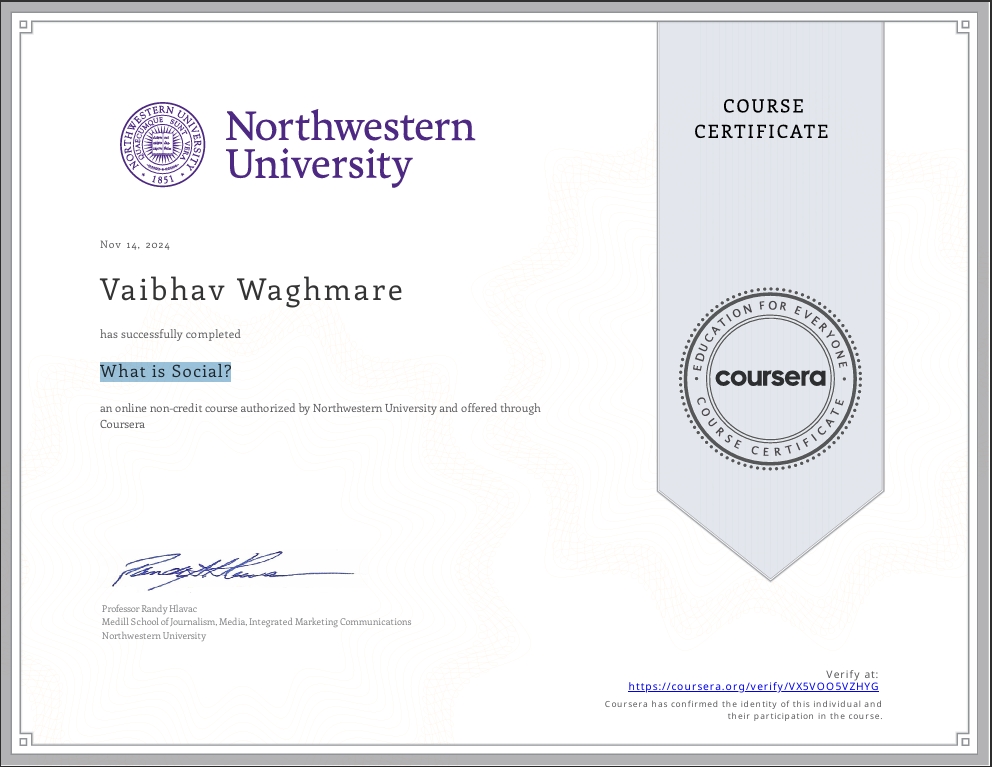 NORTHWESTERN UNIVERSITY
QUAECUMQUE SUNT VERA
1851
Northwestern
University
COURSE
CERTIFICATE
Nov 14, 2024
Vaibhav Waghmare
has successfully completed
What is Social?
an online non-credit course authorized by Northwestern University and offered through
Coursera
EDUCATION FOR EVERYONE
coursera
COURSE CERTIFICATE
Professor Randy Hlavac
Medill School of Journalism, Media, Integrated Marketing Communications
Northwestern University
Verify at:
https://coursera.org/verify/VX5VOO5VZHYG
Coursera has confirmed the identity of this individual and
their participation in the course.